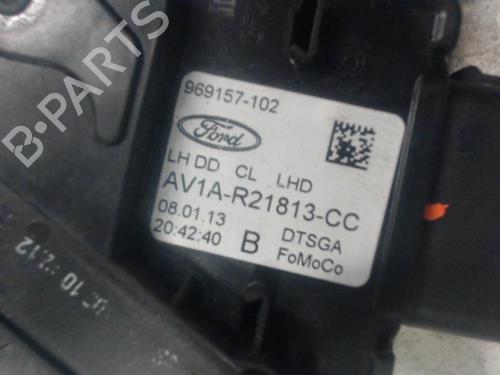 969157-102
Ford
LH DD CL LHD
AV1A-R21813-CC
08.01.13
20:42:40 B DTSGA
FoMoCo
B-PARTS